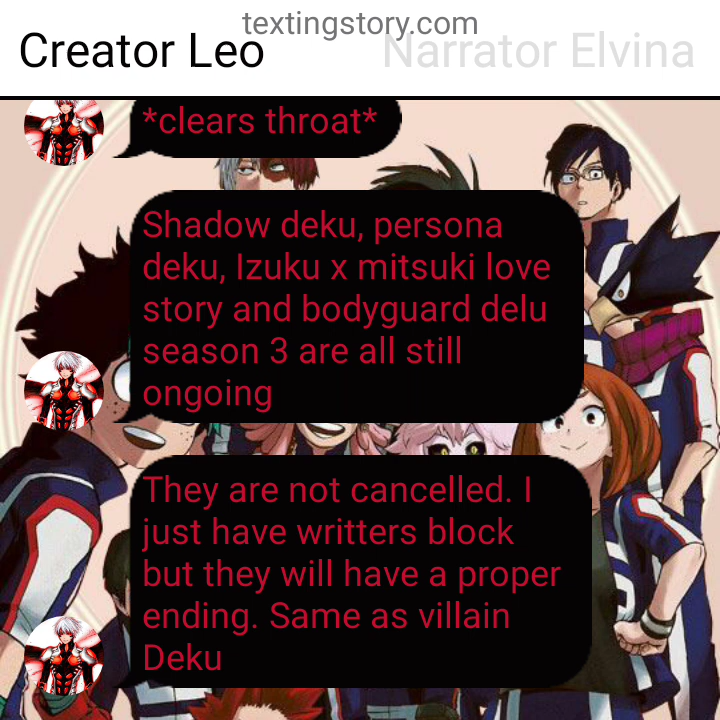 textingstory.com
Creator Leo
Narrator Elvina
*clears throat*
Shadow deku, persona
deku, Izuku x mitsuki love
story and bodyguard delu
season 3 are all still
ongoing
They are not cancelled. I
just have writters block
but they will have a proper
ending. Same as villain
Deku